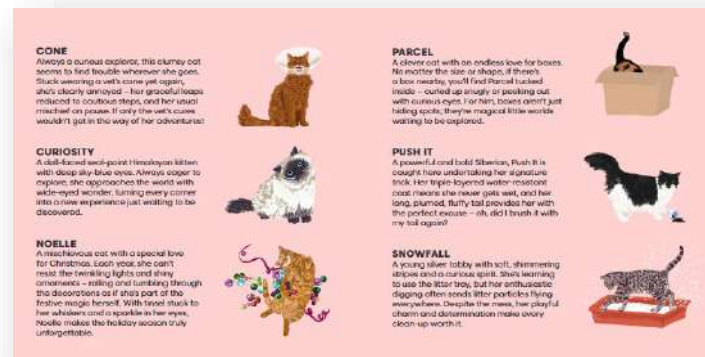 CONE
Always a curious explorer, this clumsy cat
seems to find trouble wherever she goes.
Stuck wearing a vet's cone yet again,
she's clearly annoyed – her graceful leaps
reduced to cautious steps, and her usual
mischief on pause. If only the vet's cures
wouldn't get in the way of her adventures!
CURIOSITY
A doll-faced seal-point Himalayan kitten
with deep sky-blue eyes. Always eager to
explore, she approaches the world with
wide-eyed wonder, turning every corner
into a new experience just waiting to be
discovered.
NOELLE
A mischievous cat with a special love
for Christmas. Each year, she can't
resist the twinkling lights and shiny
ornaments – rolling and tumbling through
the decorations as if she's part of the
festive magic herself. With tinsel stuck to
her whiskers and a sparkle in her eyes,
Noelle makes the holiday season truly
unforgettable.
PARCEL
A clever cat with an endless love for boxes.
No matter the size or shape, if there's
a box nearby, you'll find Parcel tucked
inside – curled up snugly or peeking out
with curious eyes. For him, boxes aren't just
hiding spots; they're magical little worlds
waiting to be explored.
PUSH IT
A powerful and bold Siberian, Push It is
caught here undertaking her signature
trick. Her triple-layered water-resistant
coat means she never gets wet, and her
long, plumed, fluffy tail provides her with
the perfect excuse – oh, did I brush it with
my tail again?
SNOWFALL
A young silver tabby with soft, shimmering
stripes and a curious spirit. She's learning
to use the litter tray, but her enthusiastic
digging often sends litter particles flying
everywhere. Despite the mess, her playful
charm and determination make every
clean-up worth it.